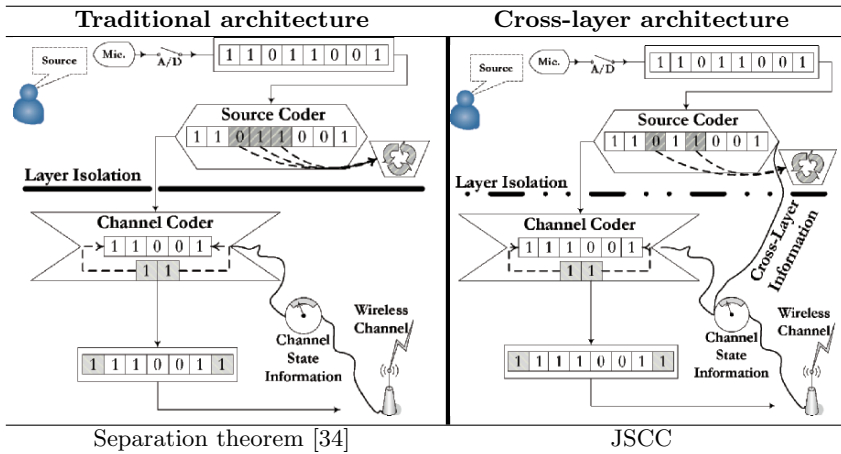 Traditional architecture
Source
Mic.
A/D
1 1 0 1 1 0 0 1
Source Coder
1 1 0 1 1 0 0 1
Layer Isolation
Channel Coder
1 1 0 0 1
1 1
Wireless
Channel
Channel
State
Information
1 1 1 0 0 1 1
Separation theorem [34]
Cross-layer architecture
Source
Mic.
A/D
1 1 0 1 1 0 0 1
Source Coder
1 1 0 1 1 0 0 1
Layer Isolation
Cross-Layer
Information
Channel Coder
1 1 1 0 0 1
1 1
Wireless
Channel
Channel
State
Information
1 1 1 1 0 0 1 1
JSCC